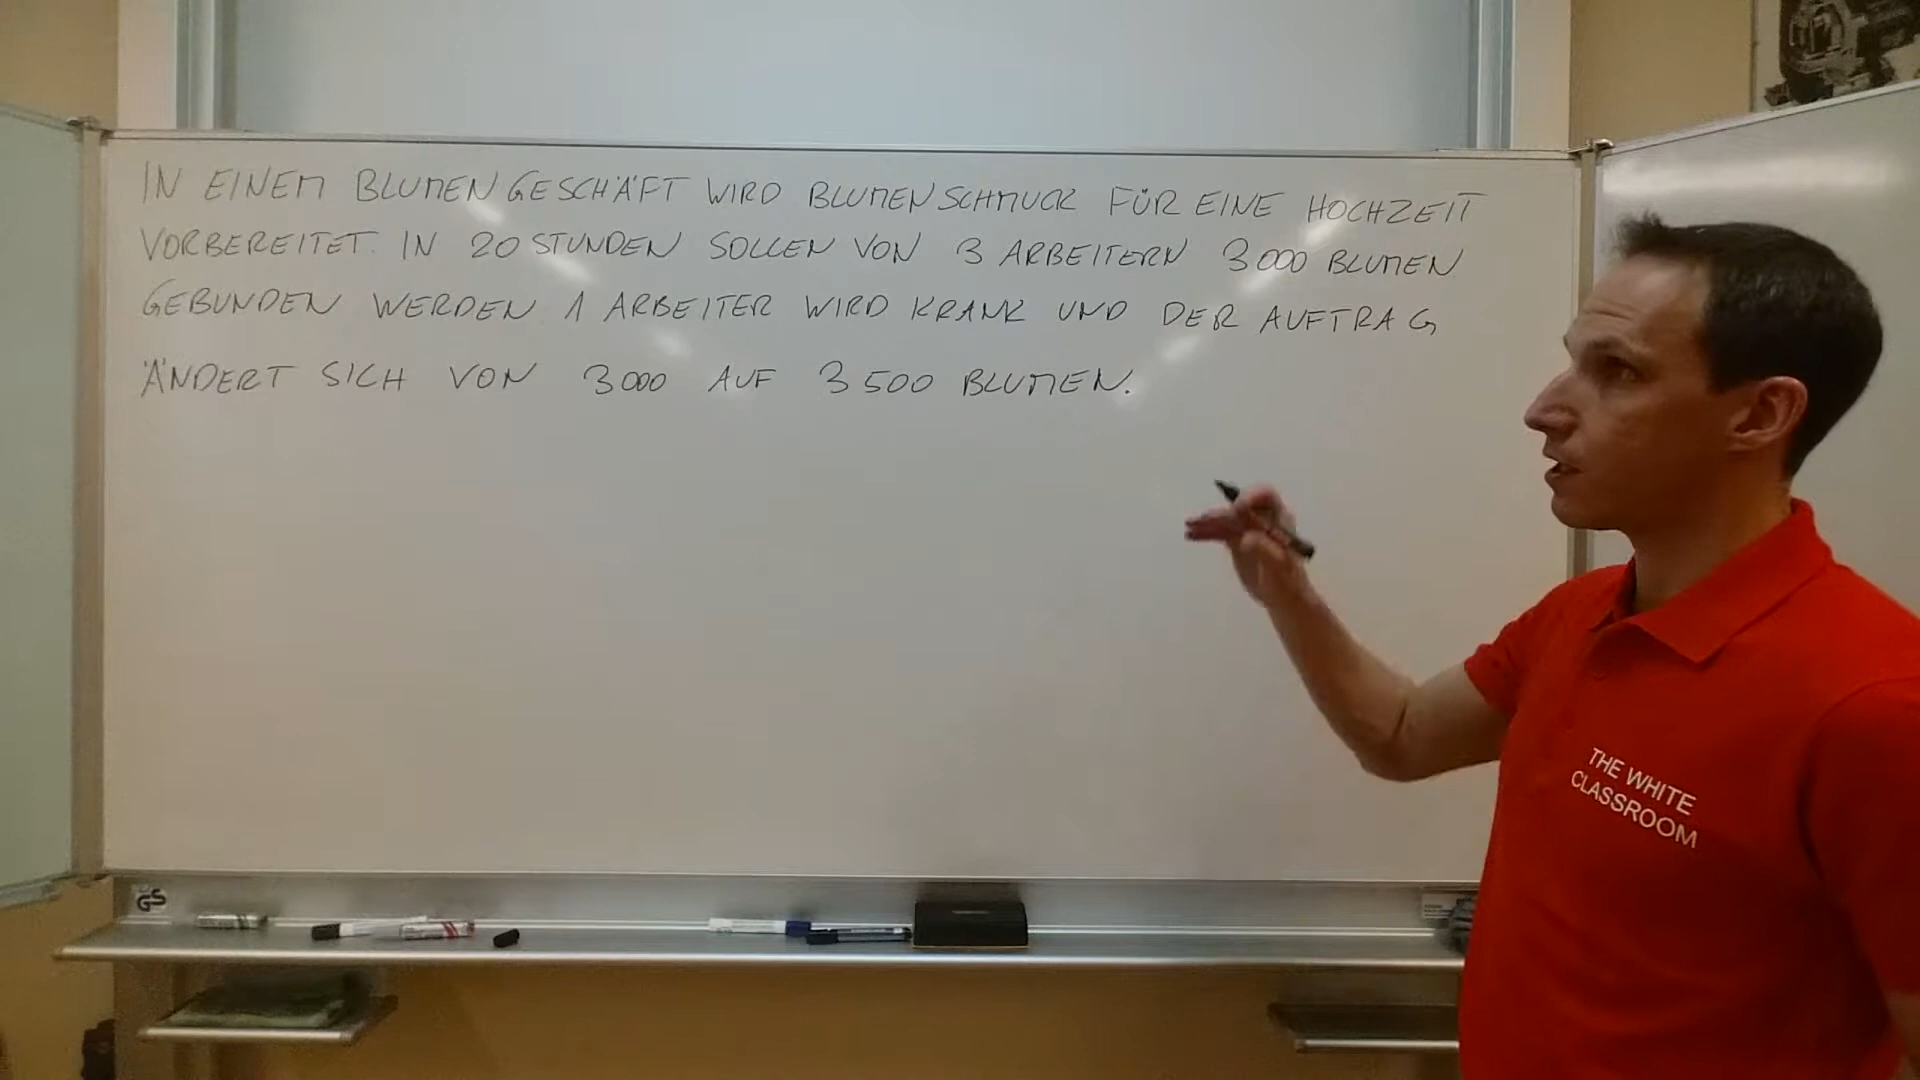 IN EINEM BLUMENGESCHÄFT WIRD BLUMENSCHMUCK FÜR EINE HOCHZEIT
VORBEREITET. IN 20 STUNDEN SOLLEN VON 3 ARBEITERN 3000 BLUMEN
GEBUNDEN WERDEN 1 ARBEITER WIRD KRANK UND DER AUFTRAG
ÄNDERT SICH VON 3000 AUF 3500 BLUMEN.
THE WHITE
CLASSROOM
GS